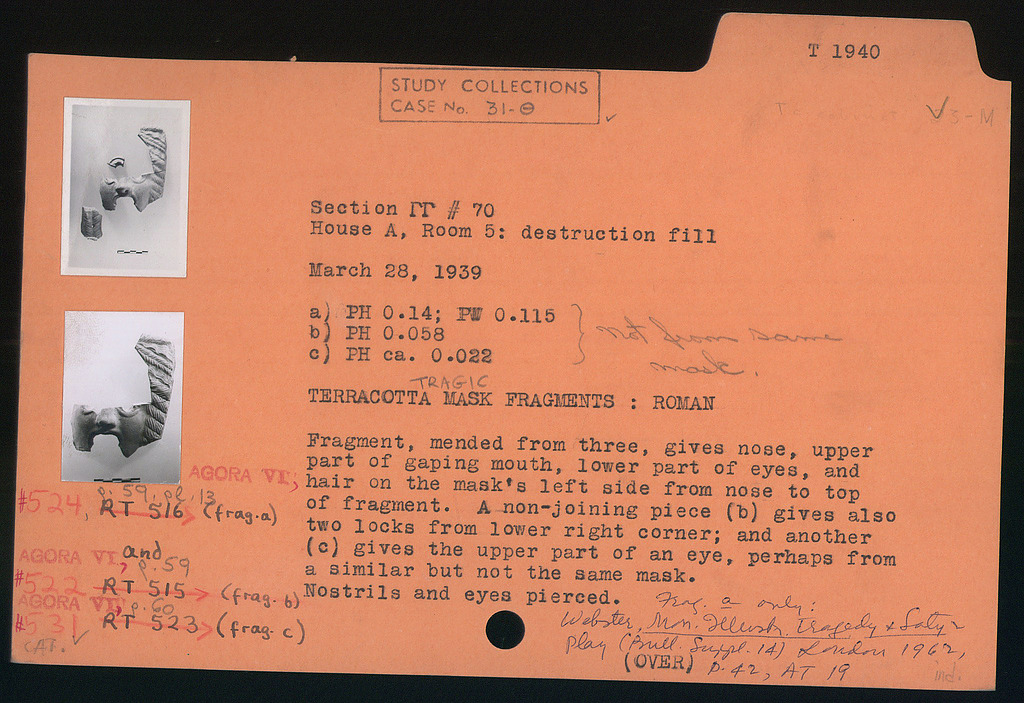 T 1940
STUDY COLLECTIONS
CASE No. 31-Θ
✓
✓ 3-M
Section ΓΓ # 70
House A, Room 5: destruction fill
March 28, 1939
a) PH 0.14; PW 0.115
b) PH 0.058
c) PH ca. 0.022
not from same
mask.
TRAGIC
TERRACOTTA MASK FRAGMENTS : ROMAN
Fragment, mended from three, gives nose, upper
part of gaping mouth, lower part of eyes, and
hair on the mask's left side from nose to top
of fragment. A non-joining piece (b) gives also
two locks from lower right corner; and another
(c) gives the upper part of an eye, perhaps from
a similar but not the same mask.
Nostrils and eyes pierced.
AGORA VI,
p. 59, pl. 13
#524, RT 516 (frag. a)
and
AGORA VI, p. 59
#522 RT 515 (frag. b)
AGORA VI, p. 60
#531 RT 523 (frag. c)
CAT. ✓
Frag. a only:
Webster, Mon. Illustr. Tragedy + Satyr
play (Bull. Suppl. 14) London 1962,
(OVER) p. 42, AT 19
ind.